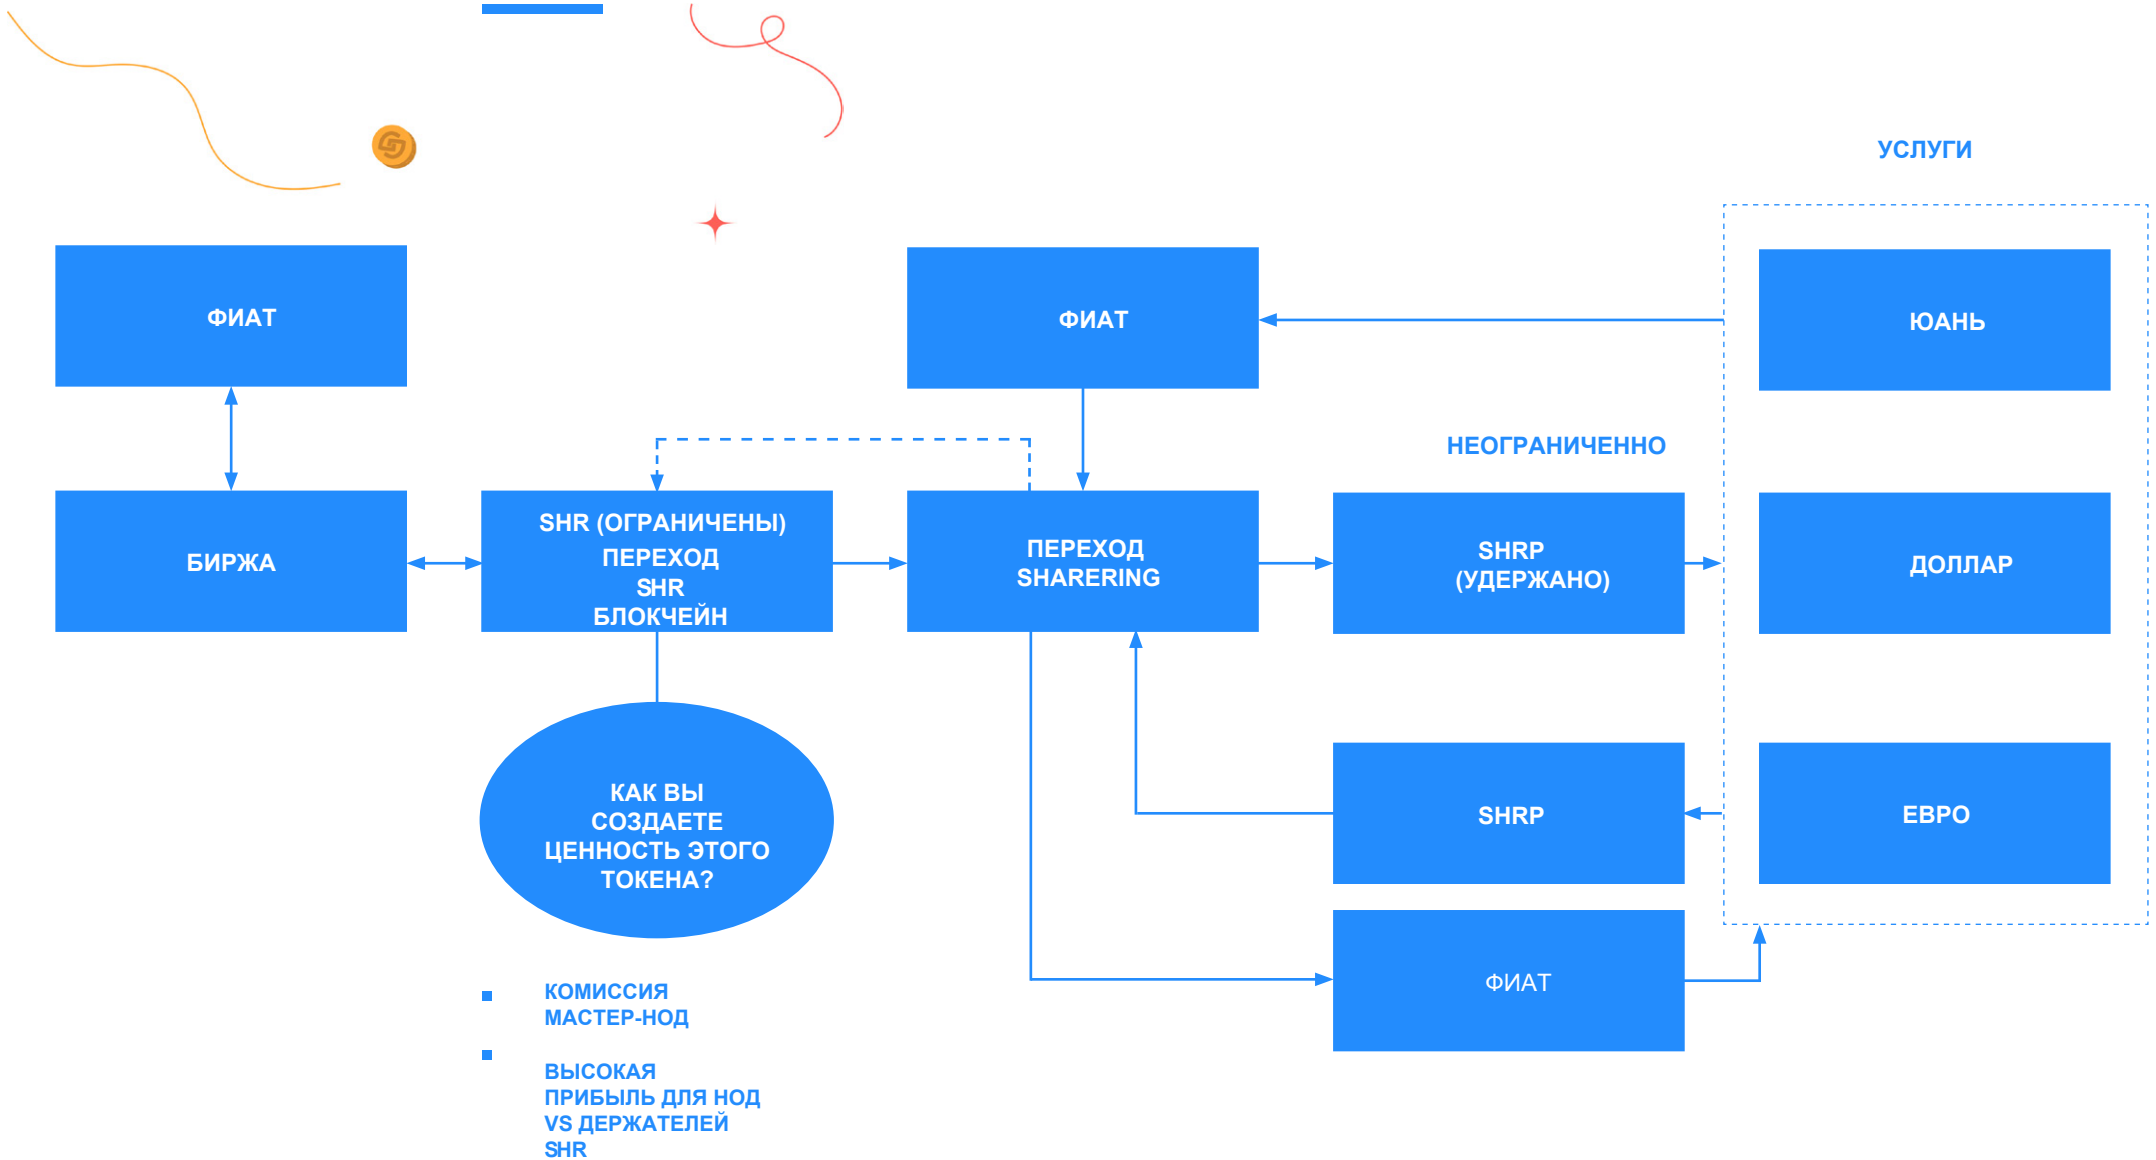 УСЛУГИ
ФИАТ
ФИАТ
ЮАНЬ
НЕОГРАНИЧЕННО
БИРЖА
SHR (ОГРАНИЧЕНЫ)
ПЕРЕХОД
SHR
БЛОКЧЕЙН
ПЕРЕХОД
SHARERING
SHRP
(УДЕРЖАНО)
ДОЛЛАР
КАК ВЫ
СОЗДАЕТЕ
ЦЕННОСТЬ ЭТОГО
ТОКЕНА?
SHRP
ЕВРО
ФИАТ
КОМИССИЯ
МАСТЕР-НОД
ВЫСОКАЯ
ПРИБЫЛЬ ДЛЯ НОД
VS ДЕРЖАТЕЛЕЙ
SHR